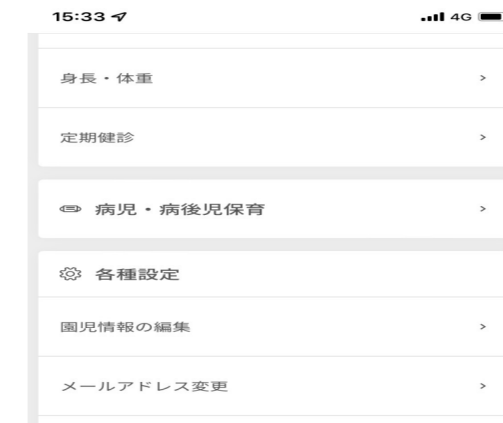 15:33
4G
身長・体重
定期健診
病児・病後児保育
各種設定
園児情報の編集
メールアドレス変更